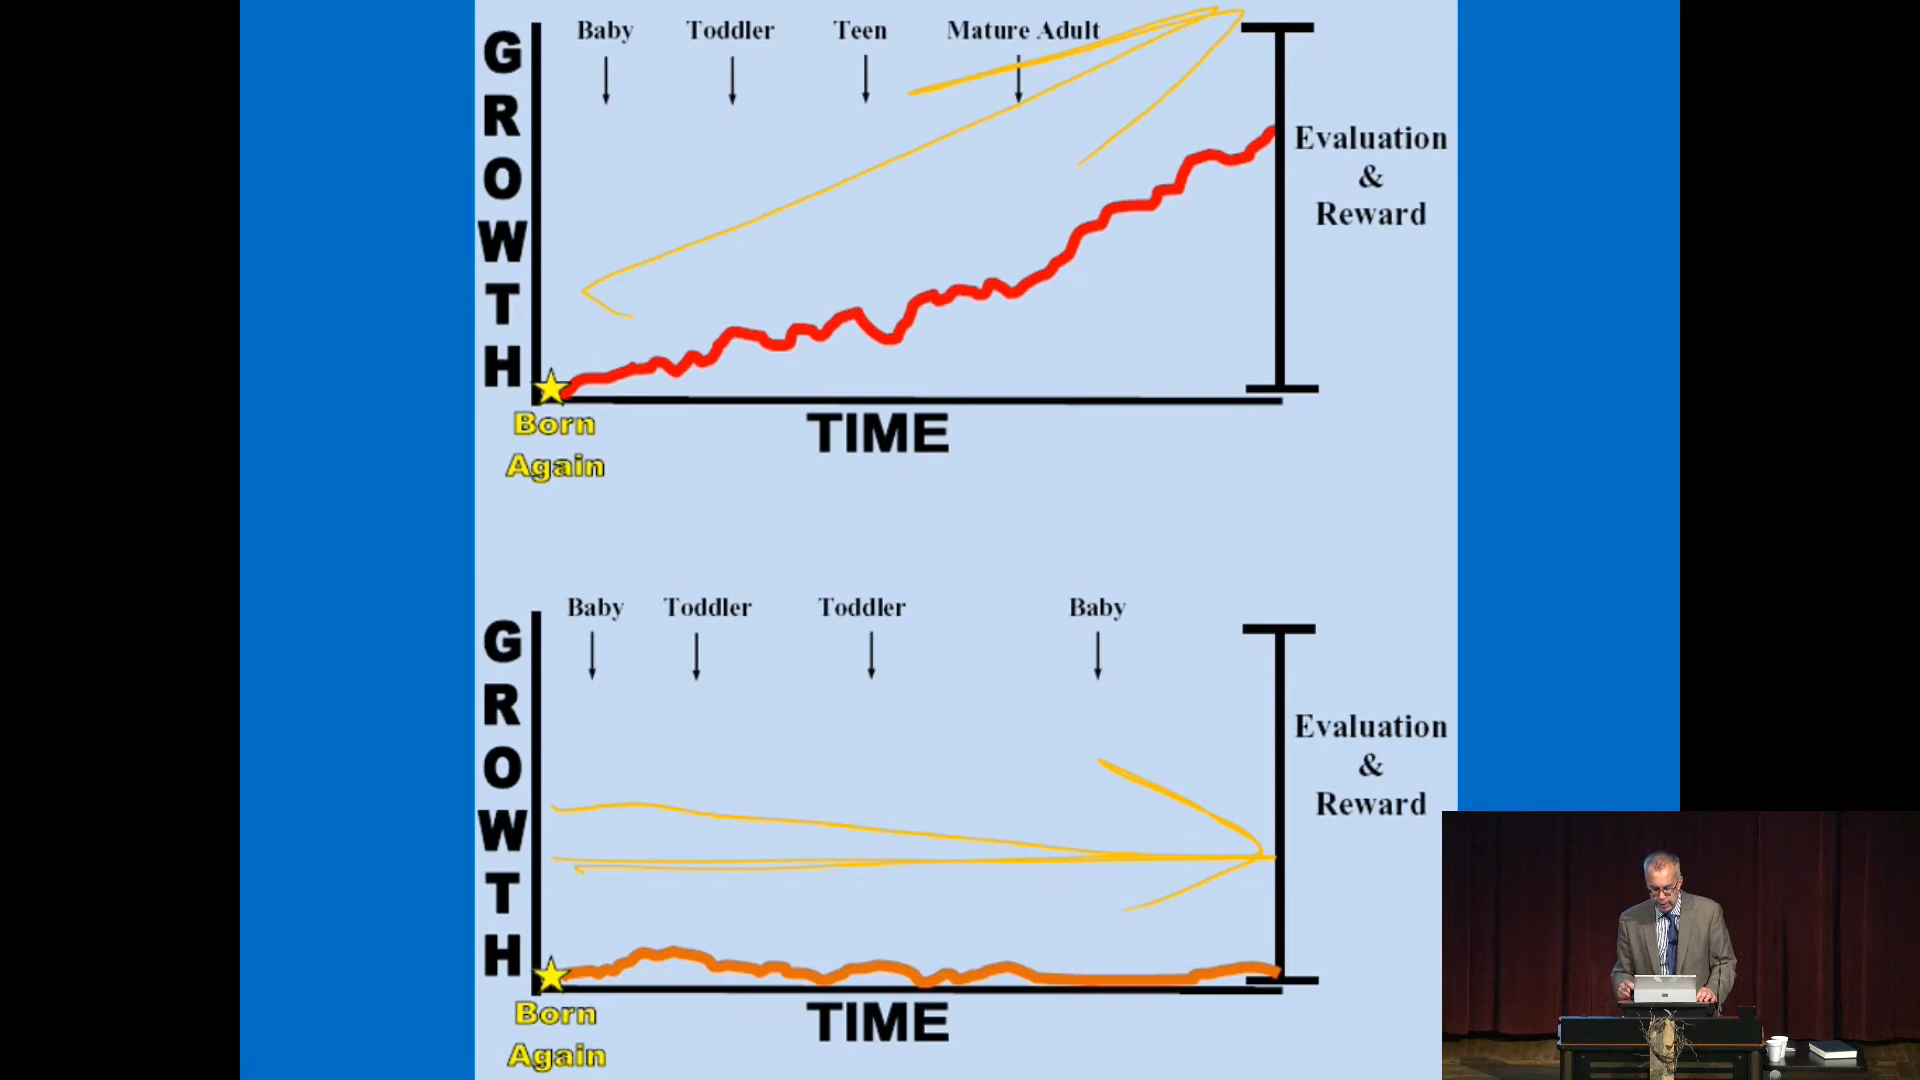 Baby Toddler Teen Mature Adult
GROWTH
Evaluation
&
Reward
Born
Again
TIME
Baby Toddler Toddler Baby
GROWTH
Evaluation
&
Reward
Born
Again
TIME